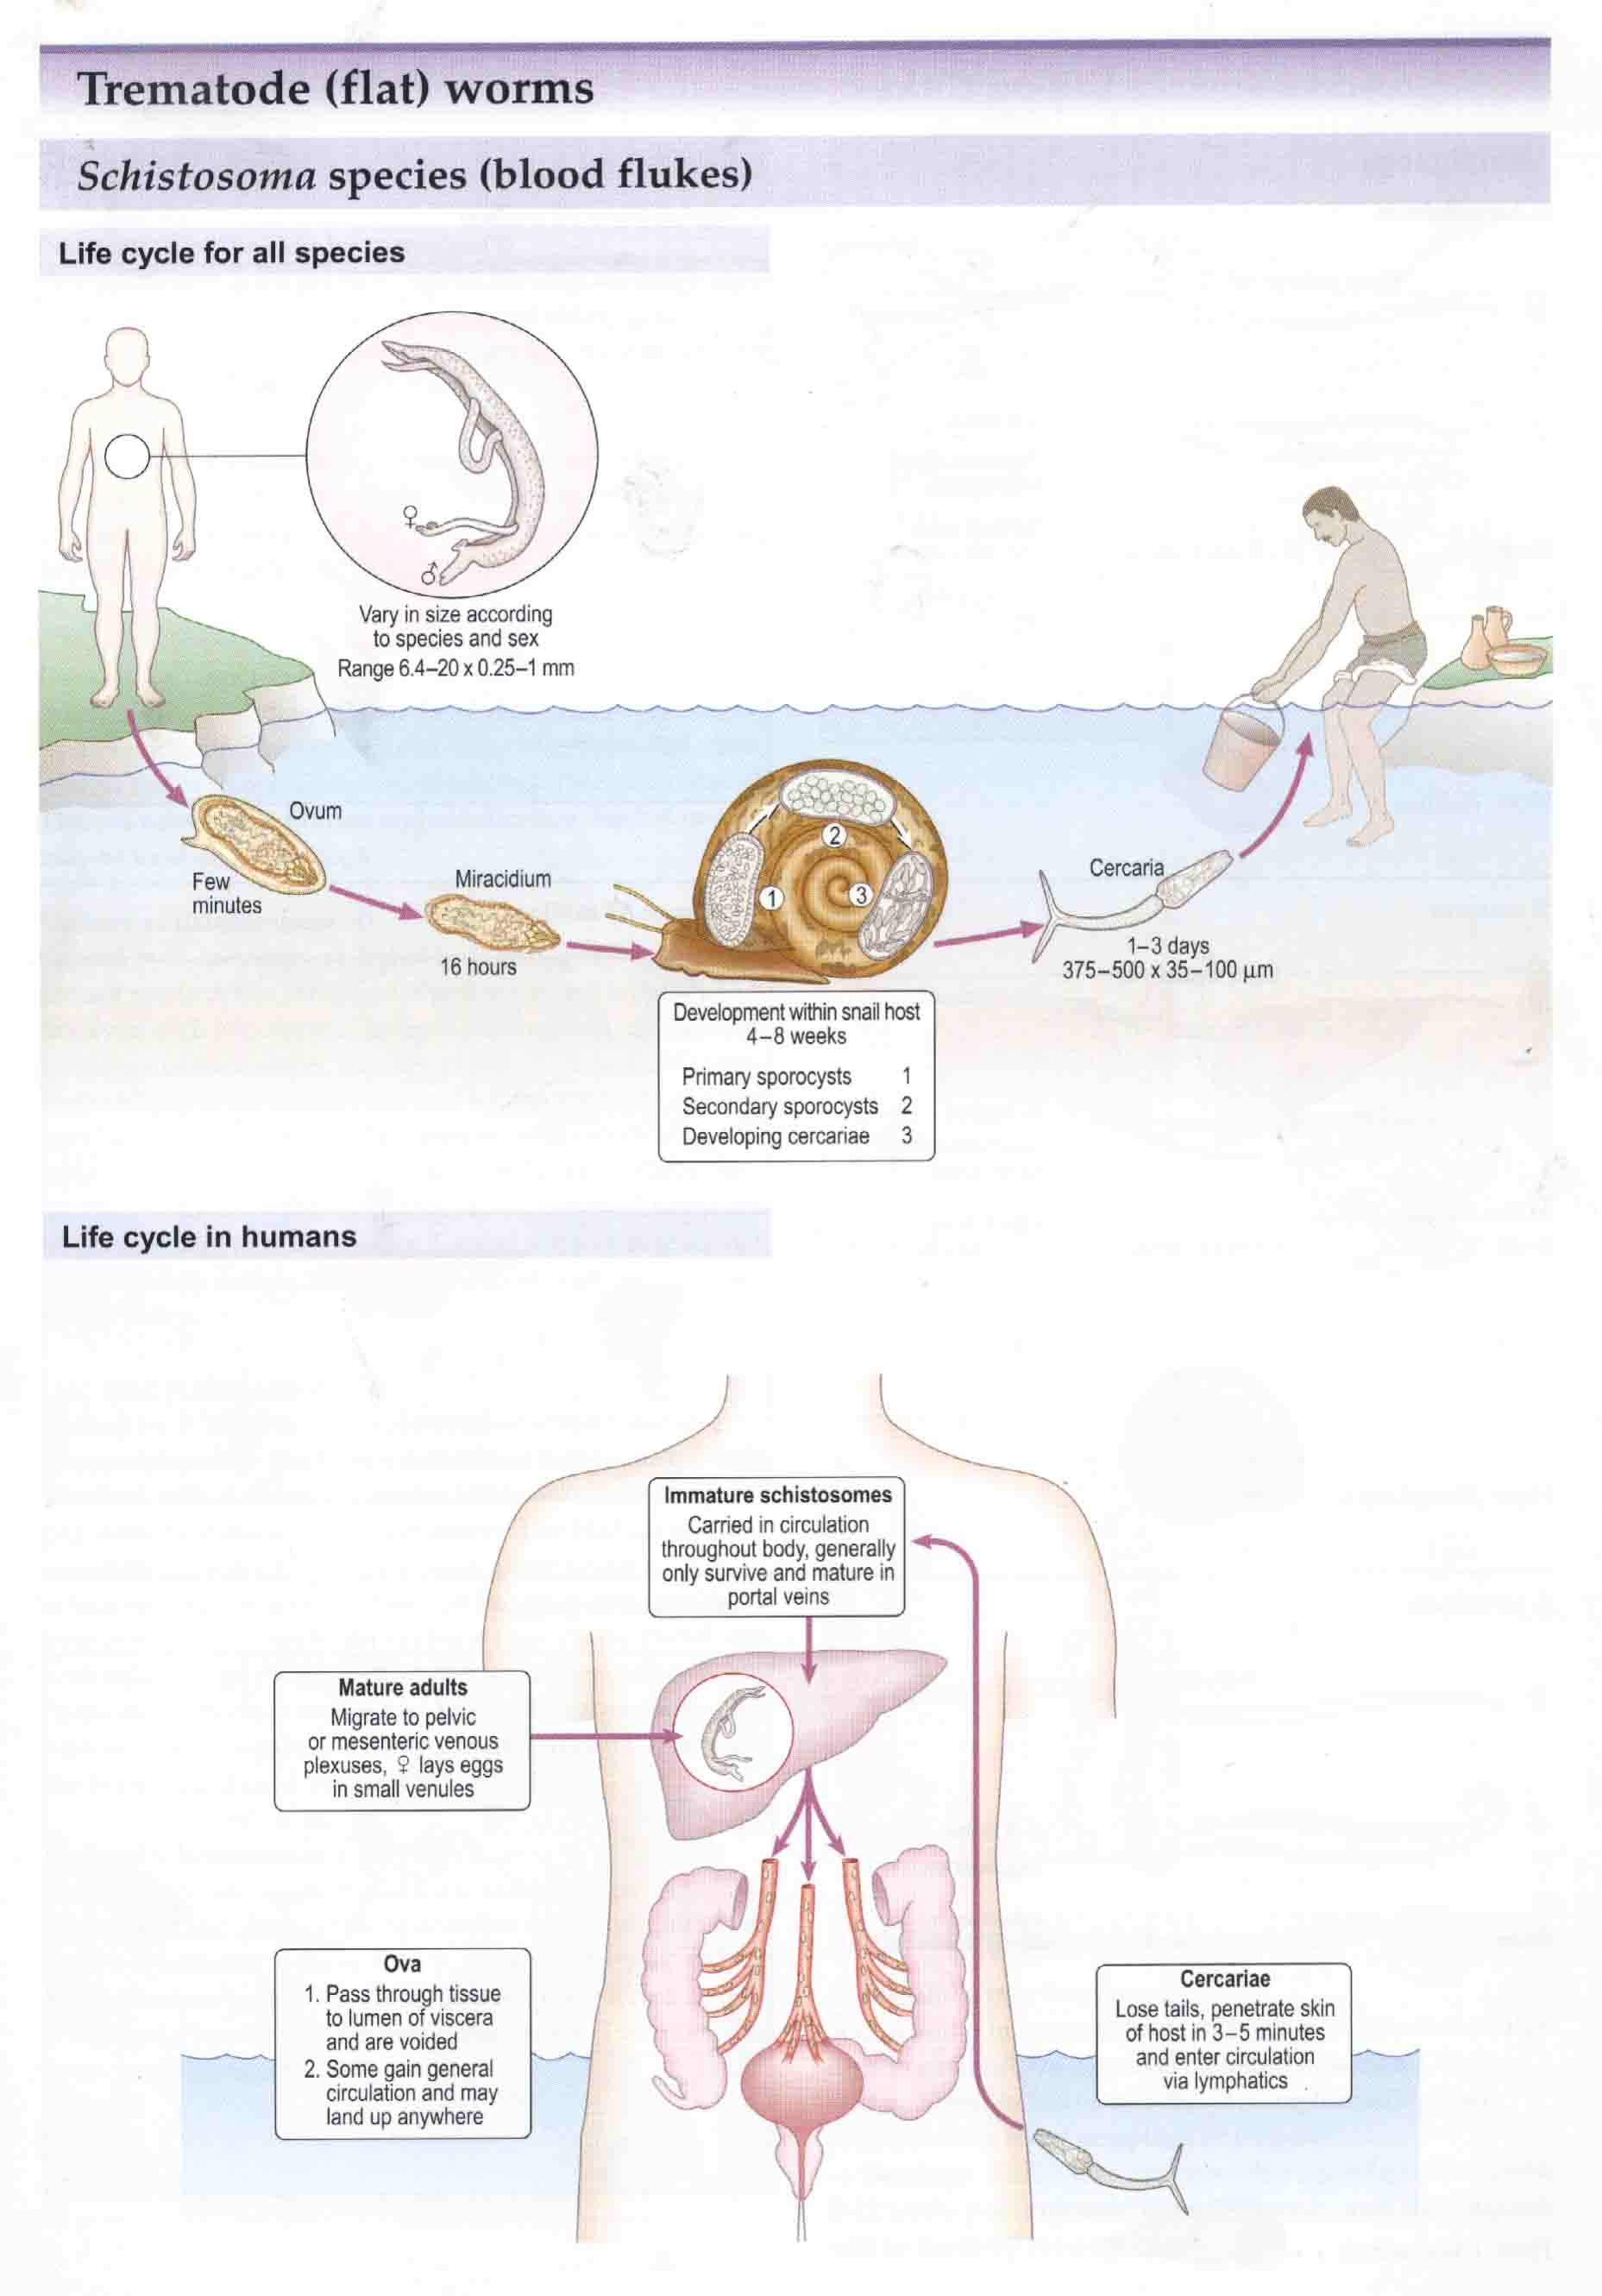 Trematode (flat) worms
Schistosoma species (blood flukes)
Life cycle for all species
♀
♂
Vary in size according
to species and sex
Range 6.4–20 x 0.25–1 mm
Ovum
Few
minutes
Miracidium
16 hours
1
2
3
Cercaria
1–3 days
375–500 x 35–100 µm
Development within snail host
4–8 weeks
Primary sporocysts 1
Secondary sporocysts 2
Developing cercariae 3
Life cycle in humans
Immature schistosomes
Carried in circulation
throughout body, generally
only survive and mature in
portal veins
Mature adults
Migrate to pelvic
or mesenteric venous
plexuses, ♀ lays eggs
in small venules
Ova
1. Pass through tissue
to lumen of viscera
and are voided
2. Some gain general
circulation and may
land up anywhere
Cercariae
Lose tails, penetrate skin
of host in 3–5 minutes
and enter circulation
via lymphatics